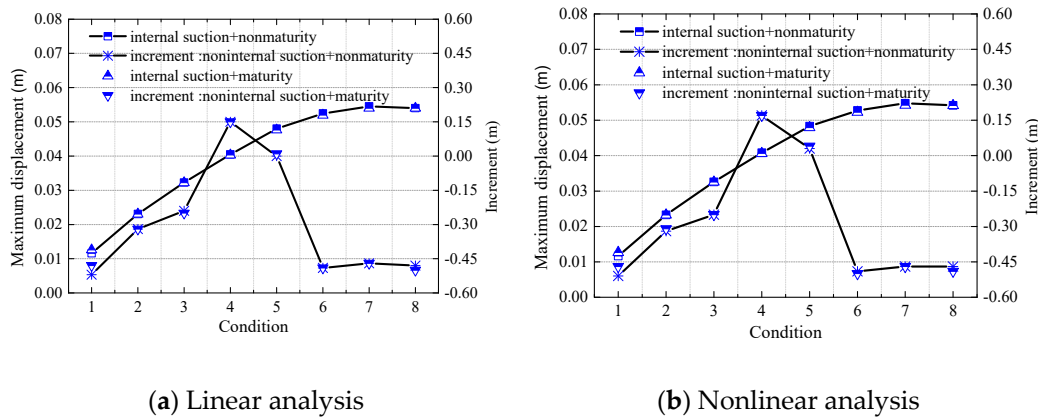 0.08
0.07
0.06
0.05
0.04
0.03
0.02
0.01
0.00
Maximum displacement (m)
internal suction+nonmaturity
increment :noninternal suction+nonmaturity
internal suction+maturity
increment :noninternal suction+maturity
0.60
0.45
0.30
0.15
0.00
-0.15
-0.30
-0.45
-0.60
Increment (m)
1 2 3 4 5 6 7 8
Condition
(a) Linear analysis
0.08
0.07
0.06
0.05
0.04
0.03
0.02
0.01
0.00
Maximum displacement (m)
internal suction+nonmaturity
increment :noninternal suction+nonmaturity
internal suction+maturity
increment :noninternal suction+maturity
0.60
0.45
0.30
0.15
0.00
-0.15
-0.30
-0.45
-0.60
Increment (m)
1 2 3 4 5 6 7 8
Condition
(b) Nonlinear analysis